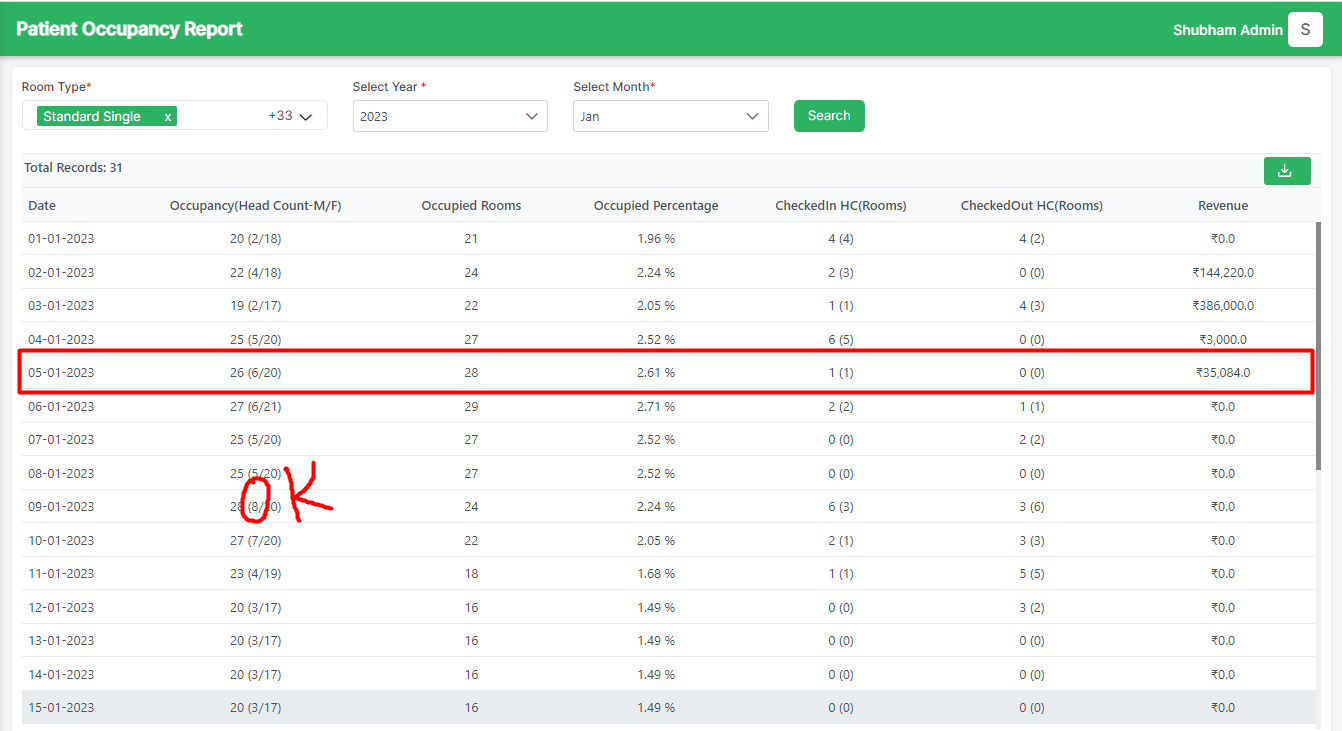 Patient Occupancy Report
Shubham Admin S
Room Type* Select Year * Select Month*
Standard Single x +33 2023 Jan Search
Total Records: 31
Date Occupancy(Head Count-M/F) Occupied Rooms Occupied Percentage CheckedIn HC(Rooms) CheckedOut HC(Rooms) Revenue
01-01-2023 20 (2/18) 21 1.96 % 4 (4) 4 (2) ₹0.0
02-01-2023 22 (4/18) 24 2.24 % 2 (3) 0 (0) ₹144,220.0
03-01-2023 19 (2/17) 22 2.05 % 1 (1) 4 (3) ₹386,000.0
04-01-2023 25 (5/20) 27 2.52 % 6 (5) 0 (0) ₹3,000.0
05-01-2023 26 (6/20) 28 2.61 % 1 (1) 0 (0) ₹35,084.0
06-01-2023 27 (6/21) 29 2.71 % 2 (2) 1 (1) ₹0.0
07-01-2023 25 (5/20) 27 2.52 % 0 (0) 2 (2) ₹0.0
08-01-2023 25 (5/20) 27 2.52 % 0 (0) 0 (0) ₹0.0
OK
09-01-2023 28 (8/20) 24 2.24 % 6 (3) 3 (6) ₹0.0
10-01-2023 27 (7/20) 22 2.05 % 2 (1) 3 (3) ₹0.0
11-01-2023 23 (4/19) 18 1.68 % 1 (1) 5 (5) ₹0.0
12-01-2023 20 (3/17) 16 1.49 % 0 (0) 3 (2) ₹0.0
13-01-2023 20 (3/17) 16 1.49 % 0 (0) 0 (0) ₹0.0
14-01-2023 20 (3/17) 16 1.49 % 0 (0) 0 (0) ₹0.0
15-01-2023 20 (3/17) 16 1.49 % 0 (0) 0 (0) ₹0.0